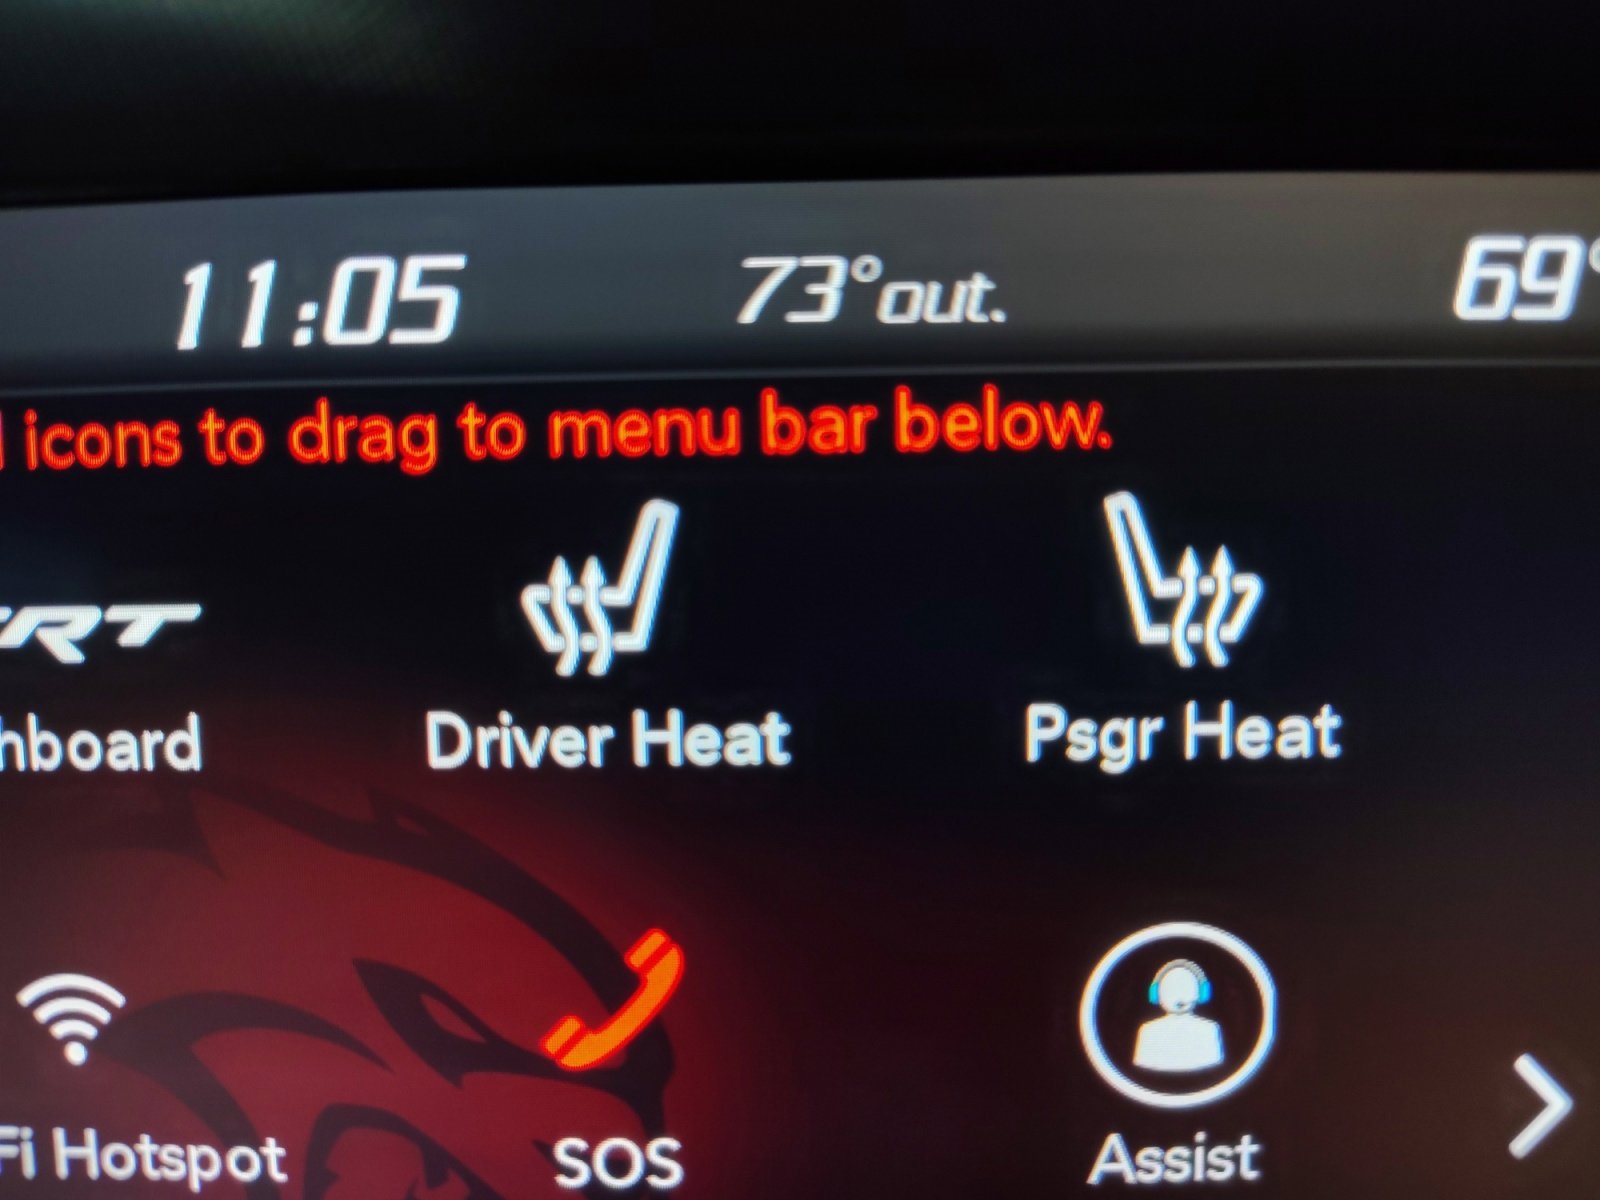 11:05 73°out. 69°
icons to drag to menu bar below.
SRT
Driver Heat Psgr Heat
Fi Hotspot SOS Assist